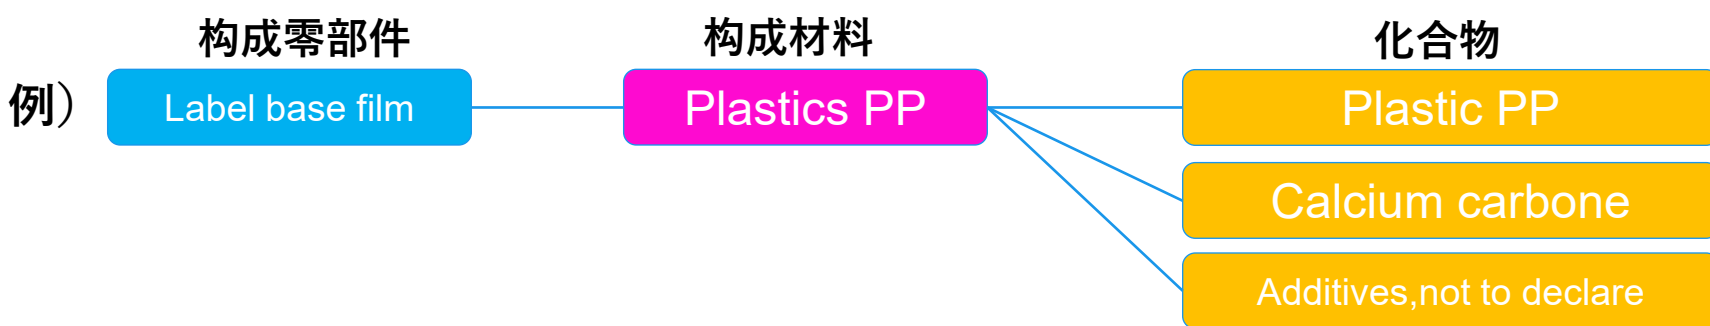 构成零部件 构成材料 化合物
例） Label base film Plastics PP Plastic PP
Calcium carbone
Additives,not to declare